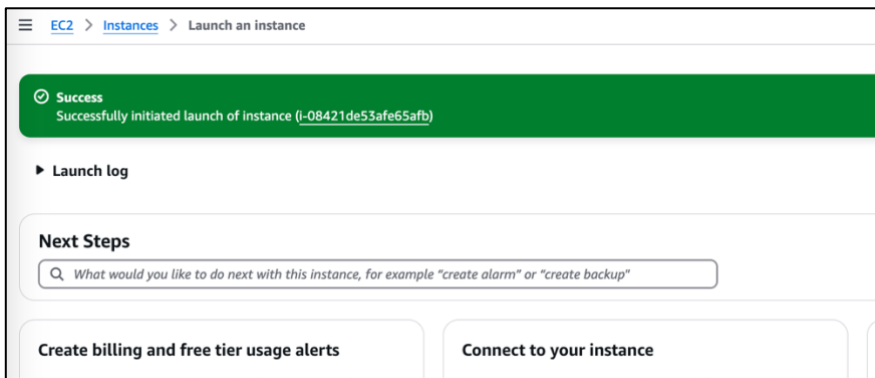 EC2 > Instances > Launch an instance
Success
Successfully initiated launch of instance (i-08421de53afe65afb)
Launch log
Next Steps
What would you like to do next with this instance, for example "create alarm" or "create backup"
Create billing and free tier usage alerts
Connect to your instance